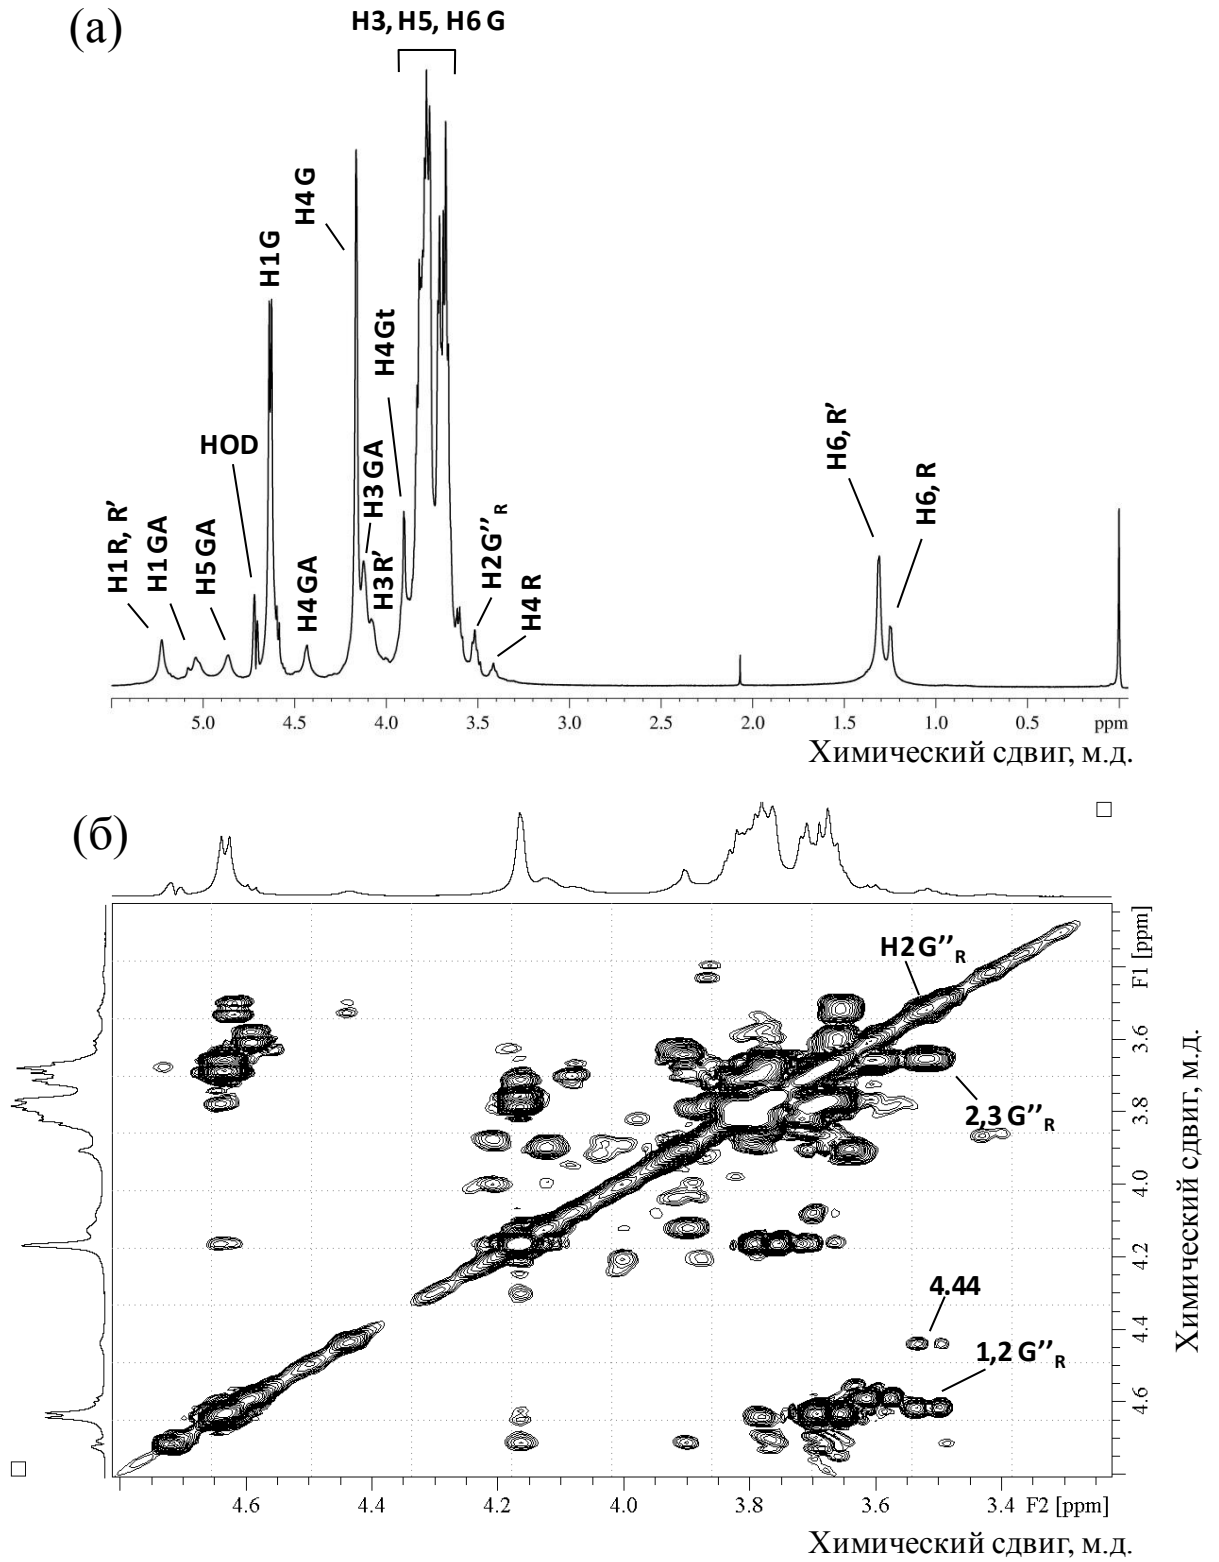 (а)
H3, H5, H6 G
H4 G
H1 G
H4 Gt
HOD
H3 GA
H6, R’
H6, R
H1 R, R’
H1 GA
H5 GA
H4 GA
H3 R’
H2 G’’R
H4 R
5.0 4.5 4.0 3.5 3.0 2.5 2.0 1.5 1.0 0.5 ppm
Химический сдвиг, м.д.
(б)
F1 [ppm]
H2 G’’R
3.6
3.8
2,3 G’’R
4.0
4.2
4.44
4.4
1,2 G’’R
4.6
Химический сдвиг, м.д.
4.6 4.4 4.2 4.0 3.8 3.6 3.4 F2 [ppm]
Химический сдвиг, м.д.